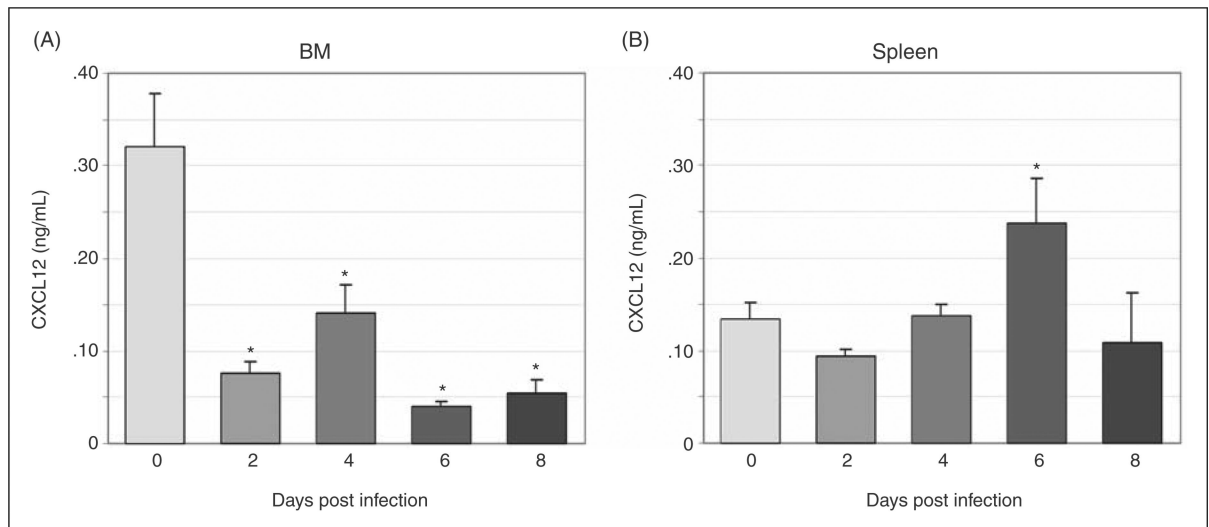 (A)
BM
.40
.30
.20
.10
0
CXCL12 (ng/mL)
*
*
*
*
0 2 4 6 8
Days post infection
(B)
Spleen
.40
.30
.20
.10
0
CXCL12 (ng/mL)
*
0 2 4 6 8
Days post infection